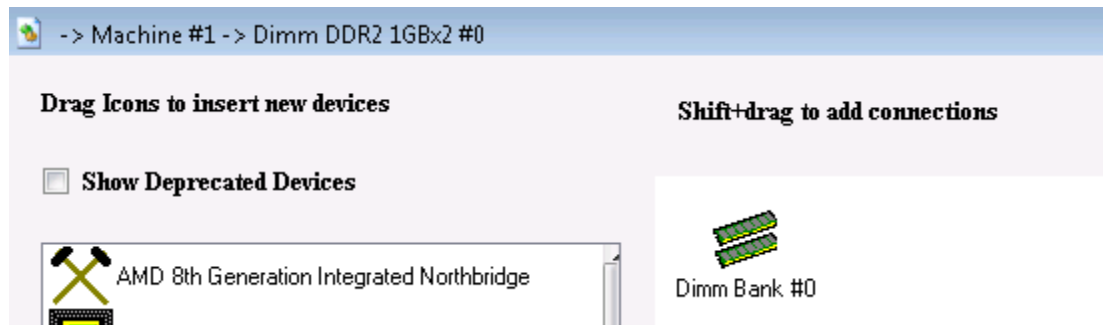 -> Machine #1 -> Dimm DDR2 1GBx2 #0
Drag Icons to insert new devices
Shift+drag to add connections
Show Deprecated Devices
AMD 8th Generation Integrated Northbridge
Dimm Bank #0